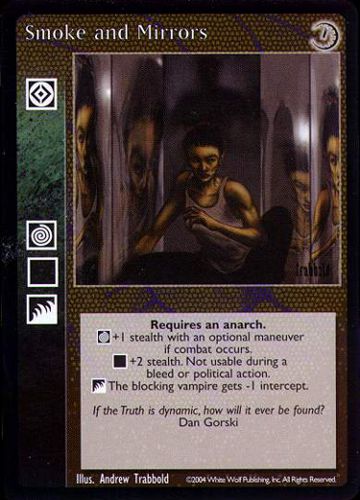 Smoke and Mirrors
Trabbold
Requires an anarch.
+1 stealth with an optional maneuver
if combat occurs.
+2 stealth. Not usable during a
bleed or political action.
The blocking vampire gets -1 intercept.
If the Truth is dynamic, how will it ever be found?
Dan Gorski
Illus. Andrew Trabbold
©2004 White Wolf Publishing, Inc. All Rights Reserved.